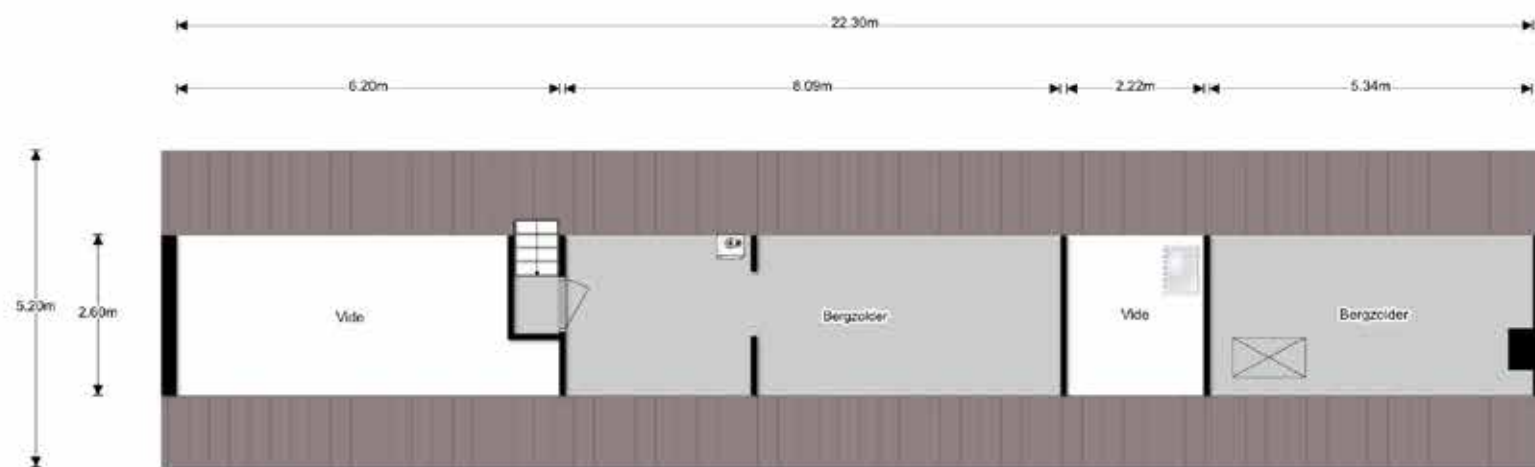 22.30m
6.20m
8.09m
2.22m
5.34m
5.20m
2.60m
Vide
Bergzolder
Vide
Bergzolder